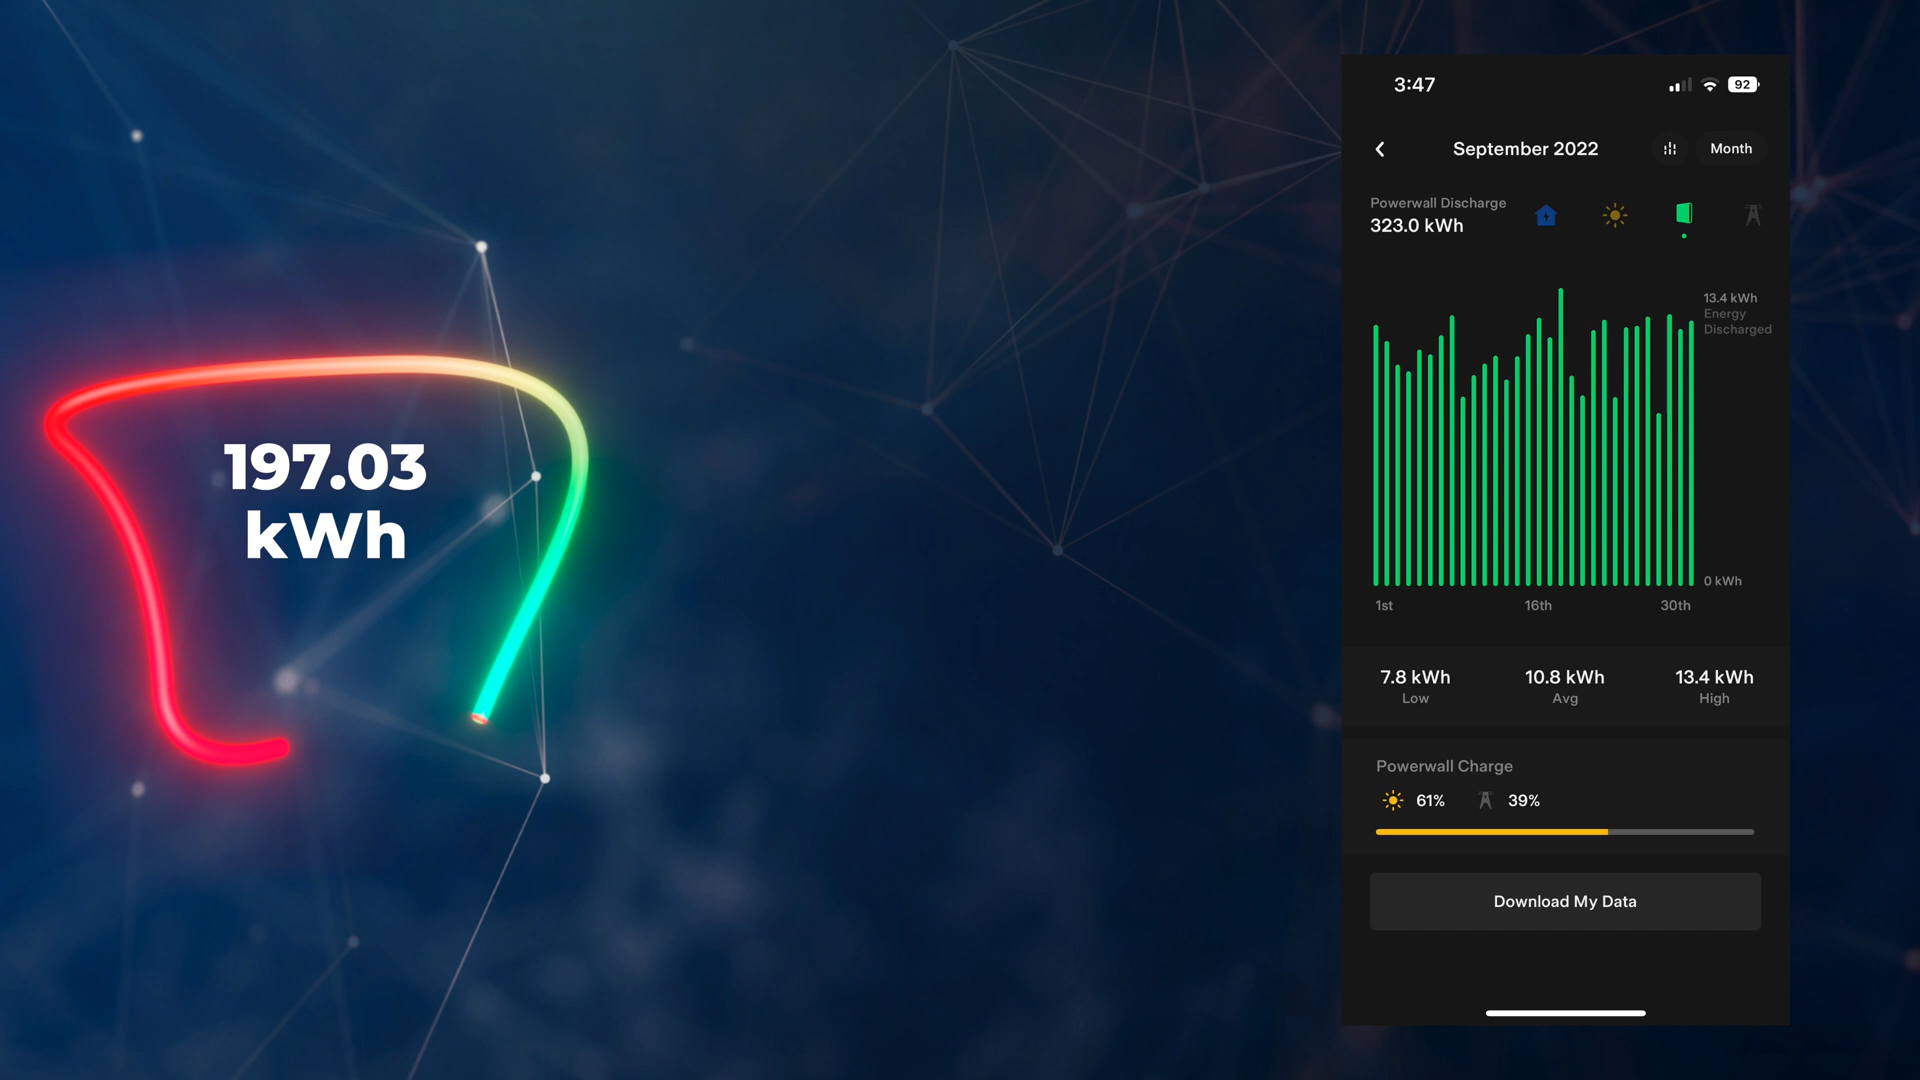 197.03
kWh
3:47
92
September 2022
Month
Powerwall Discharge
323.0 kWh
13.4 kWh
Energy
Discharged
0 kWh
1st 16th 30th
7.8 kWh 10.8 kWh 13.4 kWh
Low Avg High
Powerwall Charge
61% 39%
Download My Data